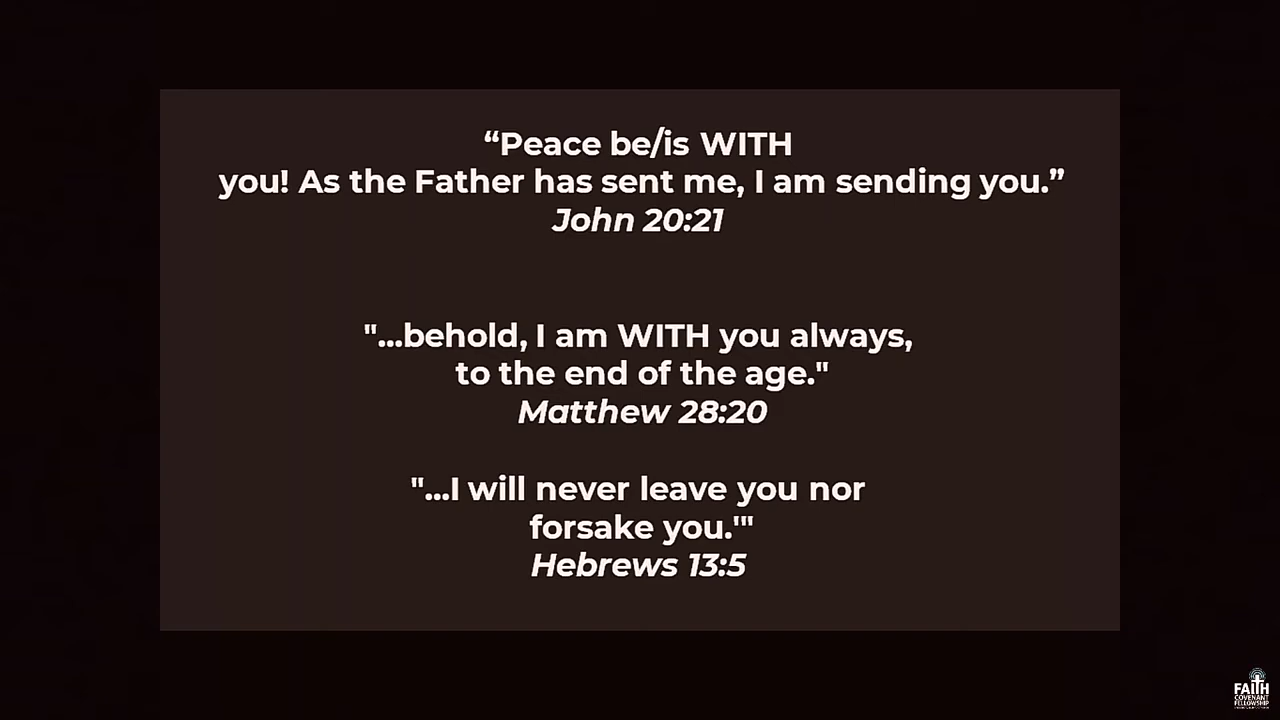 “Peace be/is WITH
you! As the Father has sent me, I am sending you.”
John 20:21
"...behold, I am WITH you always,
to the end of the age."
Matthew 28:20
"...I will never leave you nor
forsake you.'"
Hebrews 13:5
FAITH
COVENANT
FELLOWSHIP